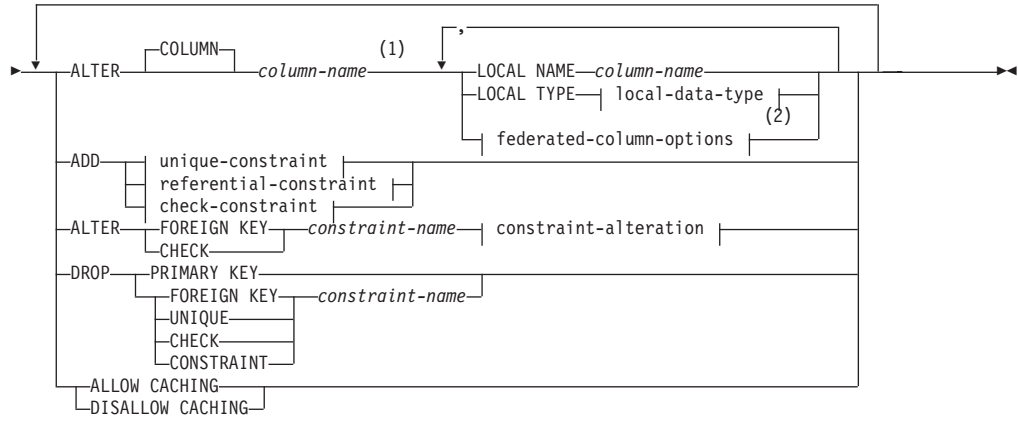 ,
COLUMN (1)
ALTER column-name LOCAL NAME column-name
LOCAL TYPE local-data-type
(2)
federated-column-options
ADD unique-constraint
referential-constraint
check-constraint
ALTER FOREIGN KEY constraint-name constraint-alteration
CHECK
DROP PRIMARY KEY
FOREIGN KEY constraint-name
UNIQUE
CHECK
CONSTRAINT
ALLOW CACHING
DISALLOW CACHING